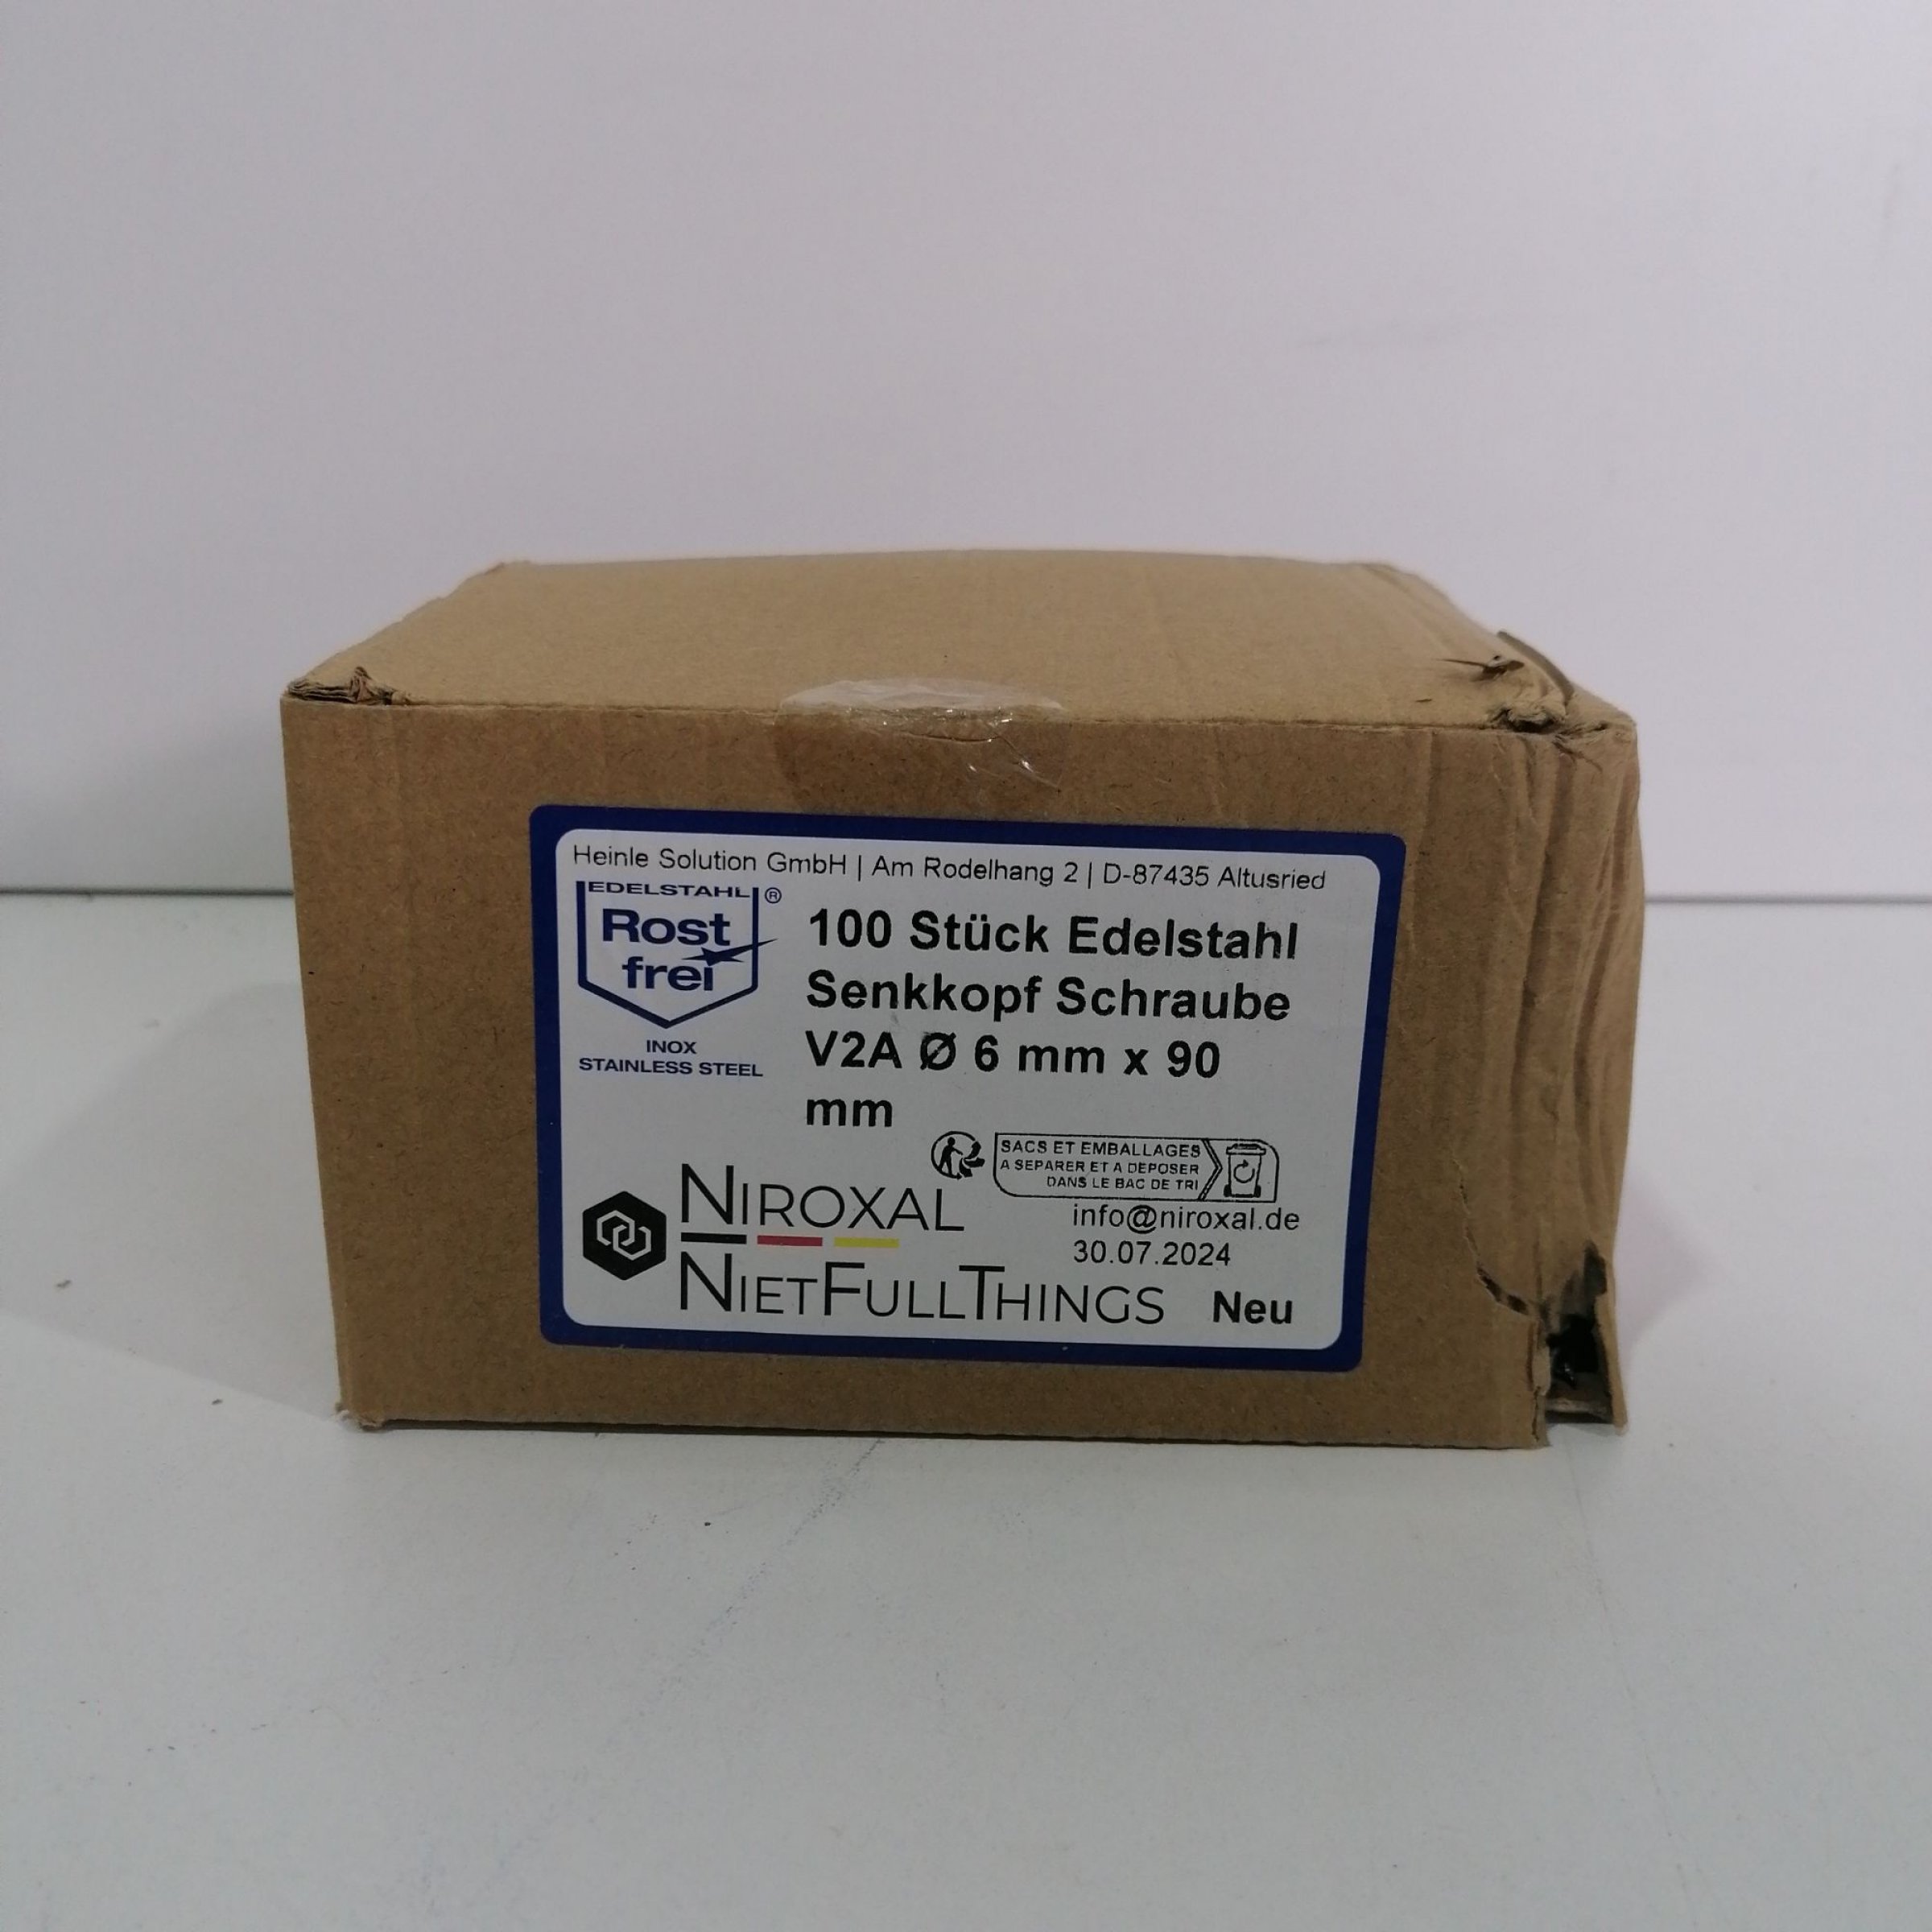 Heinle Solution GmbH | Am Rodelhang 2 | D-87435 Altusried
EDELSTAHL ®
Rost
frei
INOX
STAINLESS STEEL
100 Stück Edelstahl
Senkkopf Schraube
V2A Ø 6 mm x 90
mm
SACS ET EMBALLAGES
A SEPARER ET A DEPOSER
DANS LE BAC DE TRI
NIROXAL
NIETFULLTHINGS
info@niroxal.de
30.07.2024
Neu